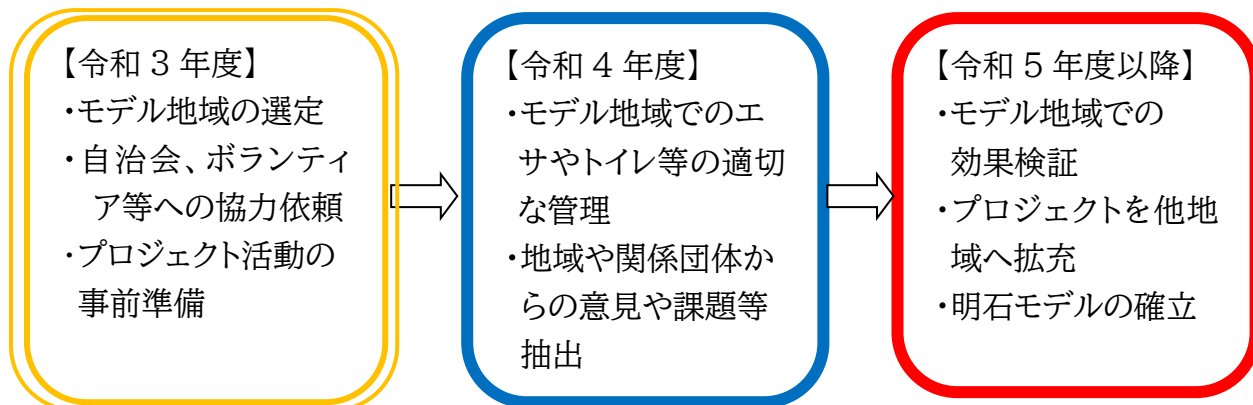 【令和３年度】
・モデル地域の選定
・自治会、ボランティ
ア等への協力依頼
・プロジェクト活動の
事前準備
【令和４年度】
・モデル地域でのエ
サやトイレ等の適切
な管理
・地域や関係団体か
らの意見や課題等
抽出
【令和５年度以降】
・モデル地域での
効果検証
・プロジェクトを他地
域へ拡充
・明石モデルの確立